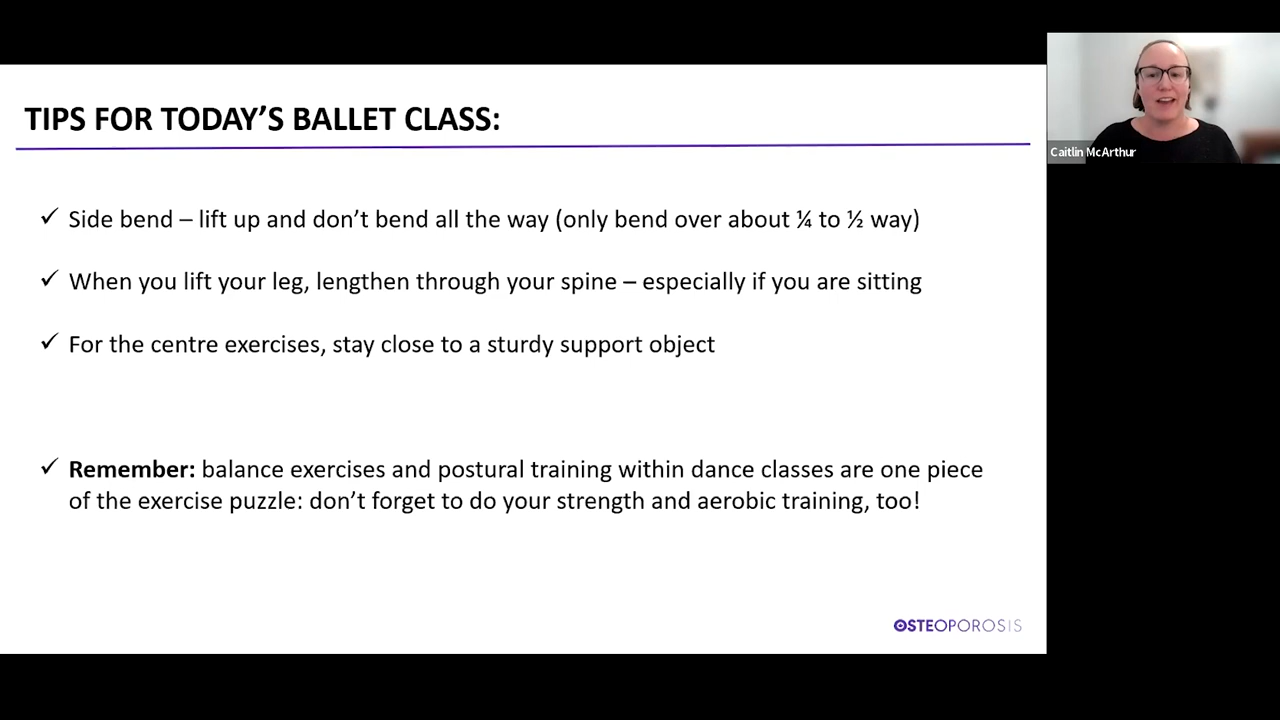 TIPS FOR TODAY’S BALLET CLASS:
Caitlin McArthur
✓ Side bend – lift up and don’t bend all the way (only bend over about ¼ to ½ way)
✓ When you lift your leg, lengthen through your spine – especially if you are sitting
✓ For the centre exercises, stay close to a sturdy support object
✓ Remember: balance exercises and postural training within dance classes are one piece
of the exercise puzzle: don’t forget to do your strength and aerobic training, too!
OSTEOPOROSIS